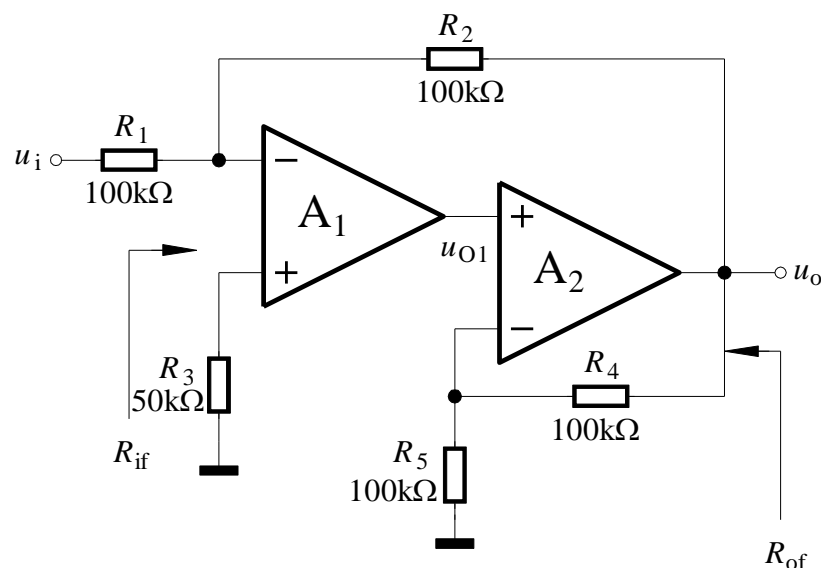 R2
100kΩ
R1
ui
100kΩ
−
A1
+
uO1
+
A2
−
uo
R3
50kΩ
R4
100kΩ
Rif
R5
100kΩ
Rof